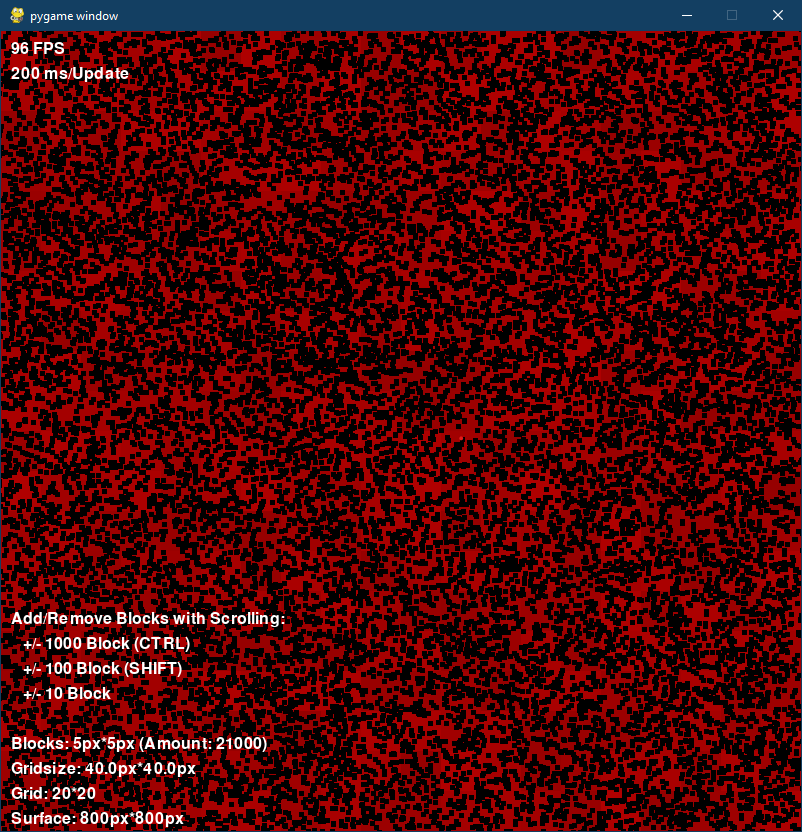 pygame window
96 FPS
200 ms/Update
Add/Remove Blocks with Scrolling:
+/- 1000 Block (CTRL)
+/- 100 Block (SHIFT)
+/- 10 Block
Blocks: 5px*5px (Amount: 21000)
Gridsize: 40.0px*40.0px
Grid: 20*20
Surface: 800px*800px